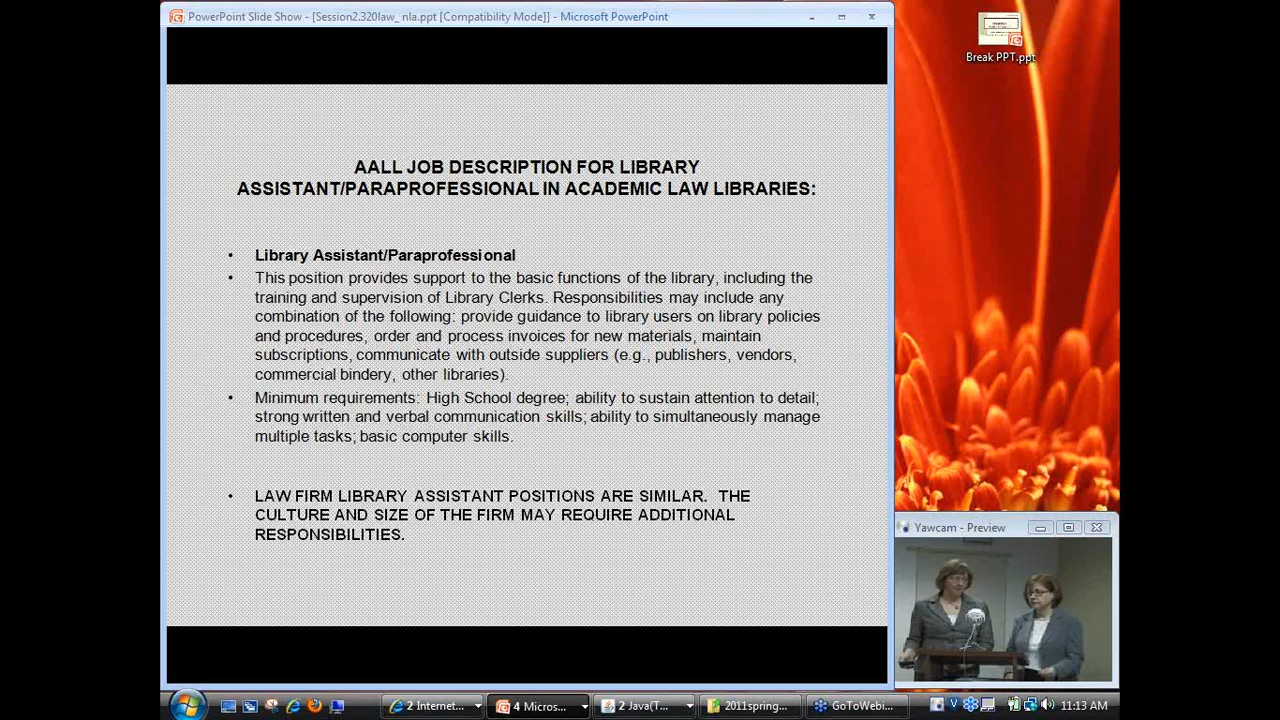 PowerPoint Slide Show - [Session2.320law_ nla.ppt [Compatibility Mode]] - Microsoft PowerPoint
Break PPT.ppt
AALL JOB DESCRIPTION FOR LIBRARY
ASSISTANT/PARAPROFESSIONAL IN ACADEMIC LAW LIBRARIES:
• Library Assistant/Paraprofessional
• This position provides support to the basic functions of the library, including the
training and supervision of Library Clerks. Responsibilities may include any
combination of the following: provide guidance to library users on library policies
and procedures, order and process invoices for new materials, maintain
subscriptions, communicate with outside suppliers (e.g., publishers, vendors,
commercial bindery, other libraries).
• Minimum requirements: High School degree; ability to sustain attention to detail;
strong written and verbal communication skills; ability to simultaneously manage
multiple tasks; basic computer skills.
• LAW FIRM LIBRARY ASSISTANT POSITIONS ARE SIMILAR. THE
CULTURE AND SIZE OF THE FIRM MAY REQUIRE ADDITIONAL
RESPONSIBILITIES.
Yawcam - Preview
2 Internet... 4 Micros... 2 Java(T... 2011spring... GoToWebi... V 11:13 AM